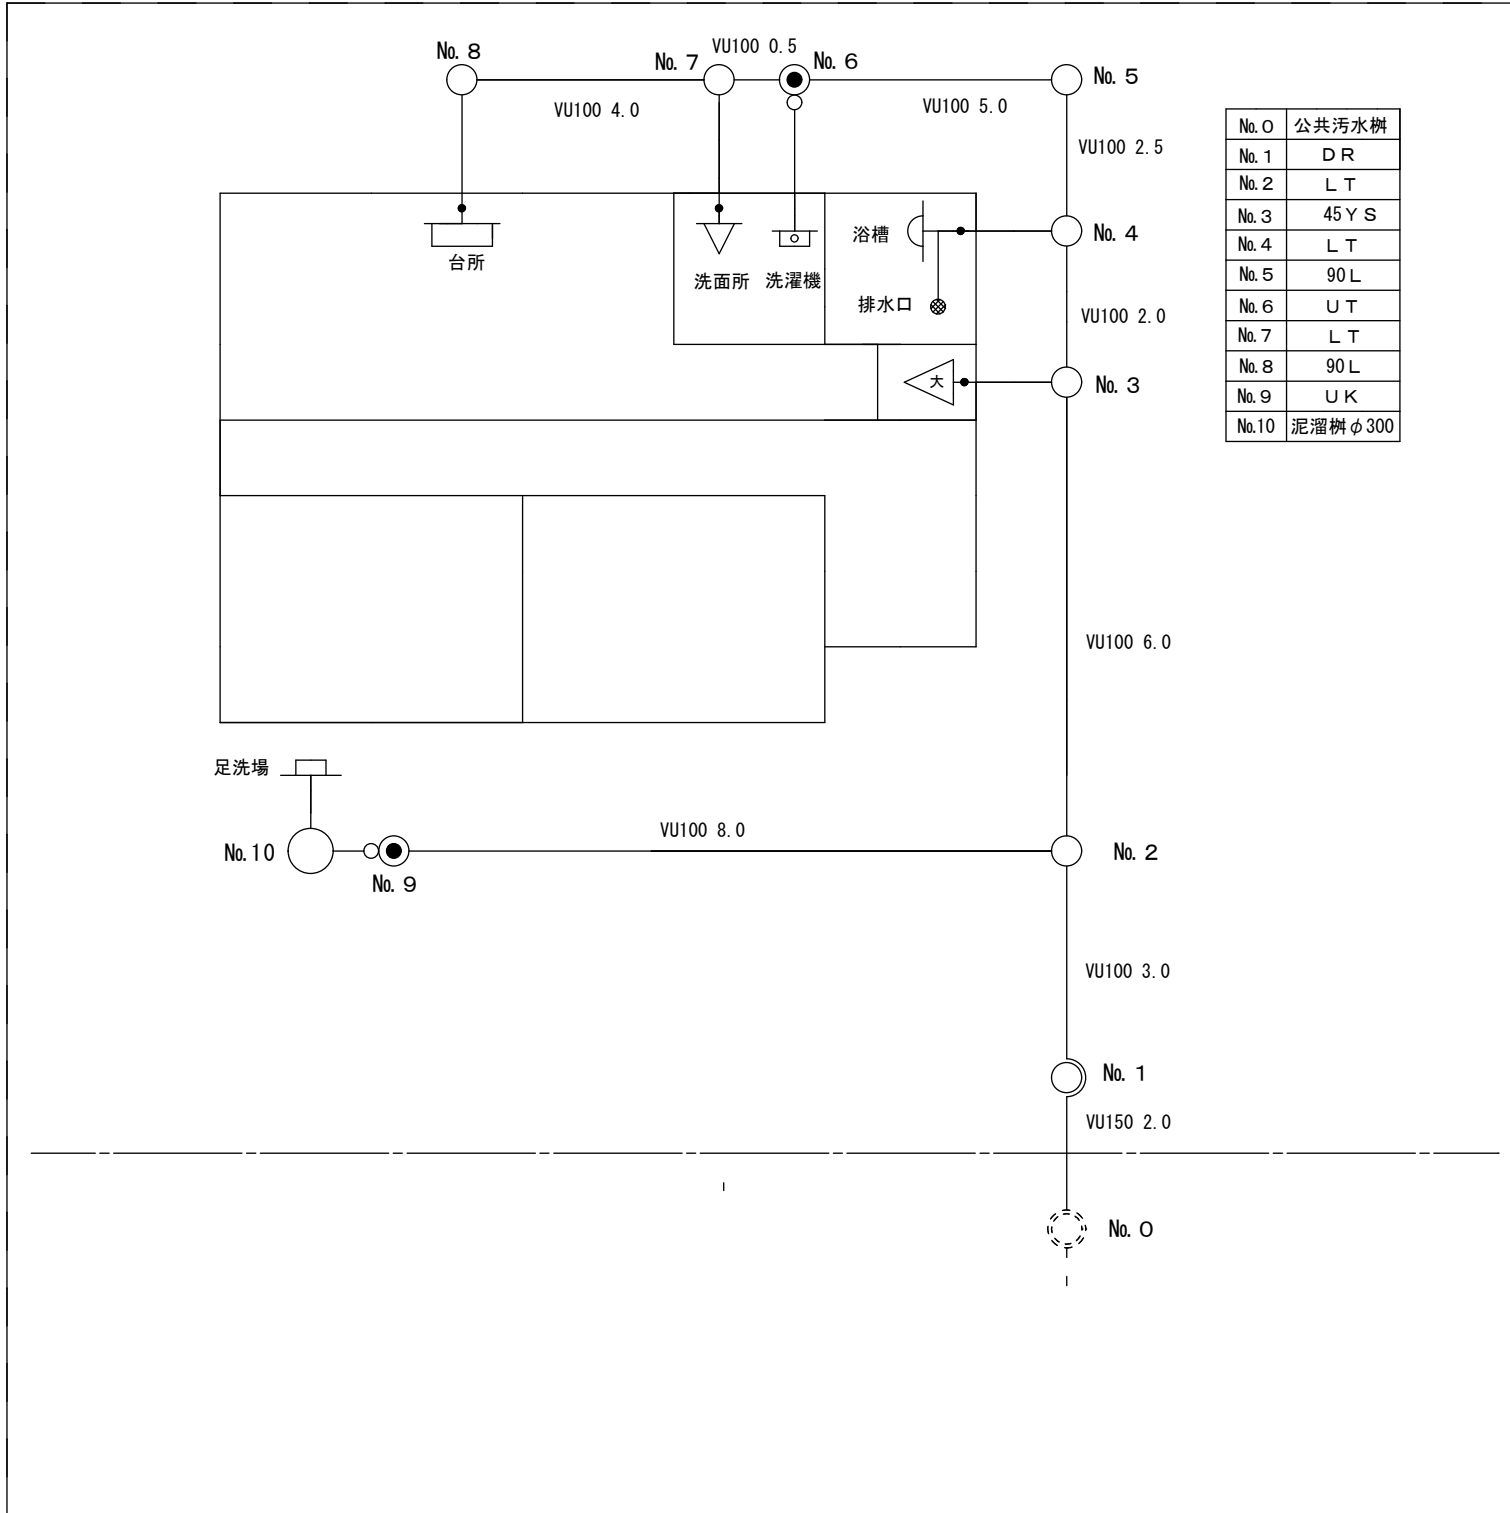 №. 8
№. 7
VU100 0.5
№. 6
№. 5
VU100 4.0
VU100 5.0
VU100 2.5
№. 0 公共汚水桝
№. 1 DR
№. 2 LT
№. 3 45YS
№. 4 LT
№. 5 90L
№. 6 UT
№. 7 LT
№. 8 90L
№. 9 UK
№.10 泥溜桝φ300
台所
洗面所
洗濯機
浴槽
排水口
№. 4
VU100 2.0
大
№. 3
VU100 6.0
足洗場
№. 10
№. 9
VU100 8.0
№. 2
VU100 3.0
№. 1
VU150 2.0
№. 0